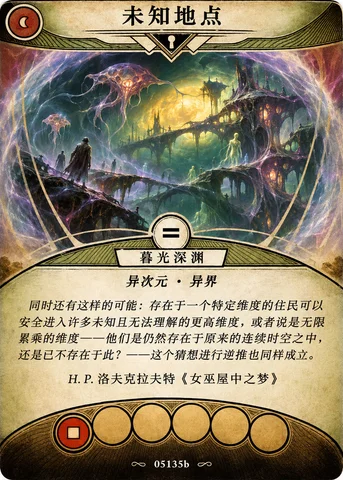 未知地点
暮光深渊
异次元 · 异界
同时还有这样的可能：存在于一个特定维度的住民可以
安全进入许多未知且无法理解的更高维度，或者说是无限
累乘的维度——他们是仍然存在于原来的连续时空之中，
还是已不存在于此？——这个猜想进行逆推也同样成立。
H. P. 洛夫克拉夫特《女巫屋中之梦》
05135b